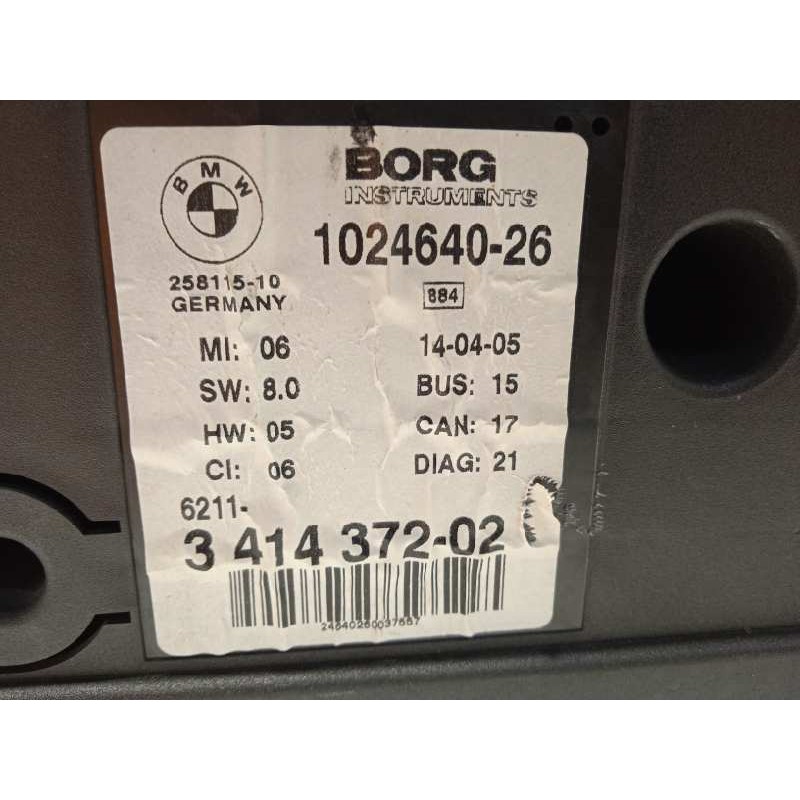 BMW
BORG
INSTRUMENTS
1024640-26
258115-10
GERMANY
884
MI: 06
14-04-05
SW: 8.0
BUS: 15
HW: 05
CAN: 17
CI: 06
DIAG: 21
6211-
3 414 372-02